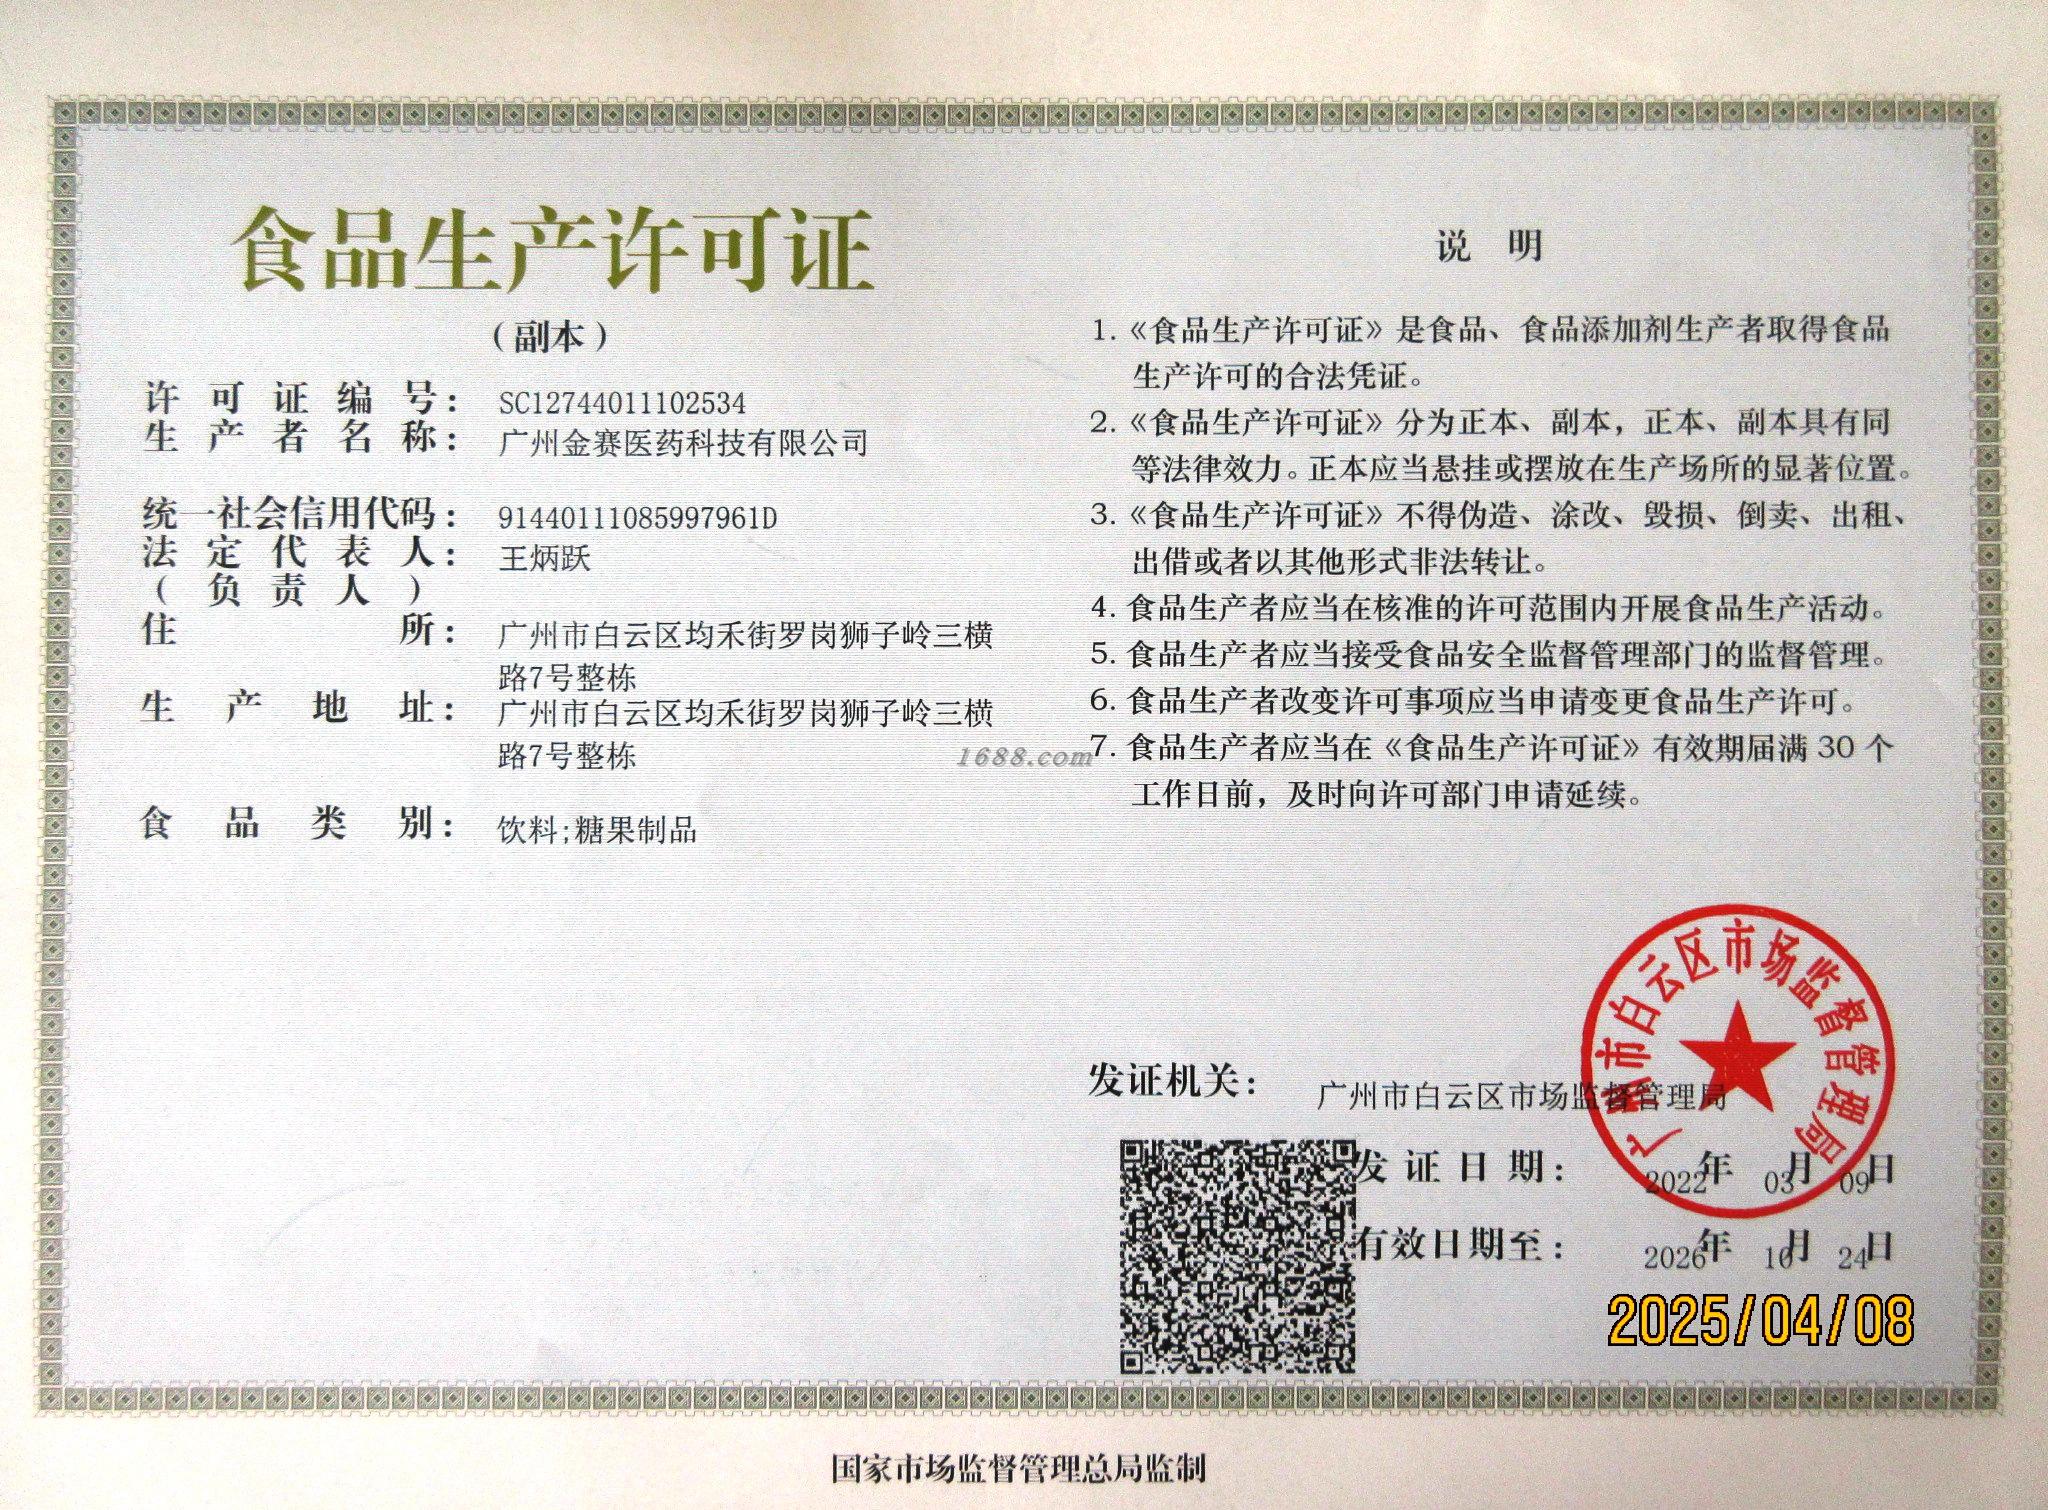 食品生产许可证
（副本）
许可证编号： SC12744011102534
生产者名称： 广州金赛医药科技有限公司
统一社会信用代码： 91440111085997961D
法定代表人： 王炳跃
（负责人）
住所： 广州市白云区均禾街罗岗狮子岭三横
路7号整栋
生产地址： 广州市白云区均禾街罗岗狮子岭三横
路7号整栋
食品类别： 饮料;糖果制品
说明
1.《食品生产许可证》是食品、食品添加剂生产者取得食品
生产许可的合法凭证。
2.《食品生产许可证》分为正本、副本，正本、副本具有同
等法律效力。正本应当悬挂或摆放在生产场所的显著位置。
3.《食品生产许可证》不得伪造、涂改、毁损、倒卖、出租、
出借或者以其他形式非法转让。
4. 食品生产者应当在核准的许可范围内开展食品生产活动。
5. 食品生产者应当接受食品安全监督管理部门的监督管理。
6. 食品生产者改变许可事项应当申请变更食品生产许可。
7. 食品生产者应当在《食品生产许可证》有效期届满 30 个
工作日前，及时向许可部门申请延续。
1688.com
发证机关： 广州市白云区市场监督管理局
广州市白云区市场监督管理局
发证日期： 2022年 03月 09日
有效日期至： 2026年 10月 24日
2025/04/08
国家市场监督管理总局监制